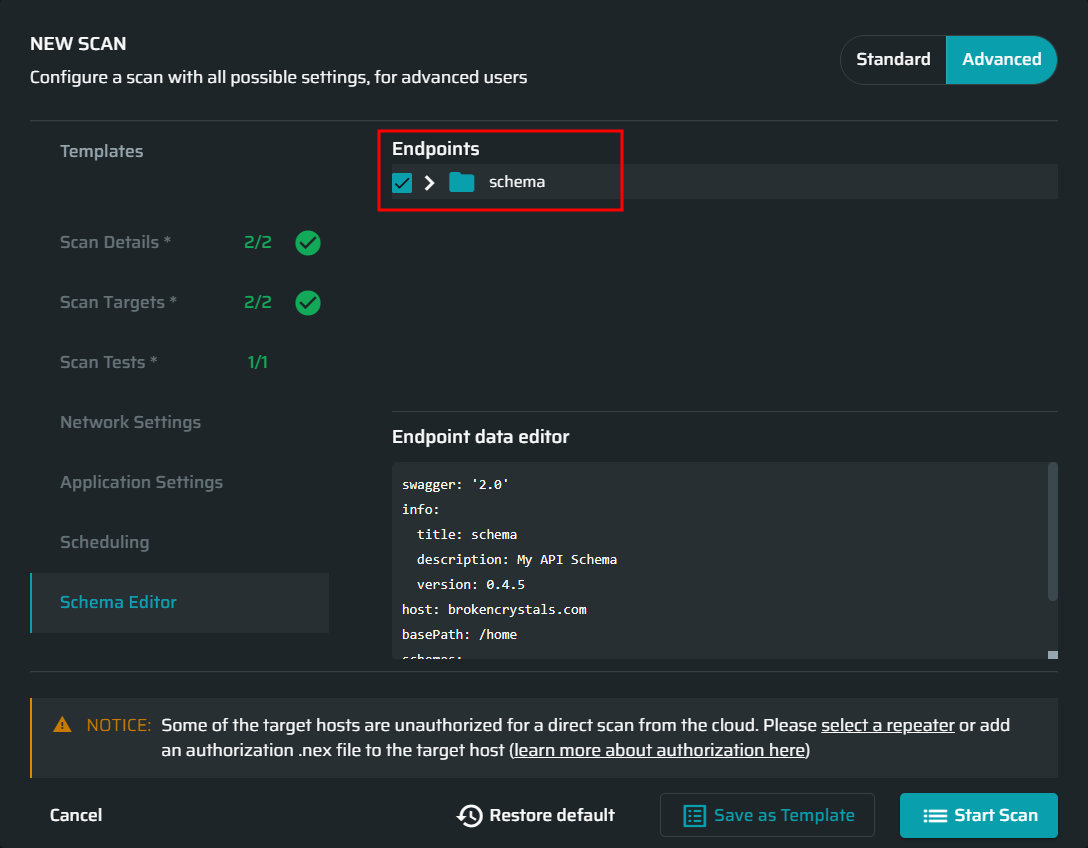 NEW SCAN
Configure a scan with all possible settings, for advanced users
Standard
Advanced
Templates
Scan Details * 2/2
Scan Targets * 2/2
Scan Tests * 1/1
Network Settings
Application Settings
Scheduling
Schema Editor
Endpoints
schema
Endpoint data editor
swagger: '2.0'
info:
  title: schema
  description: My API Schema
  version: 0.4.5
host: brokencrystals.com
basePath: /home
schemes:
NOTICE: Some of the target hosts are unauthorized for a direct scan from the cloud. Please select a repeater or add
an authorization .nex file to the target host (learn more about authorization here)
Cancel
Restore default
Save as Template
Start Scan